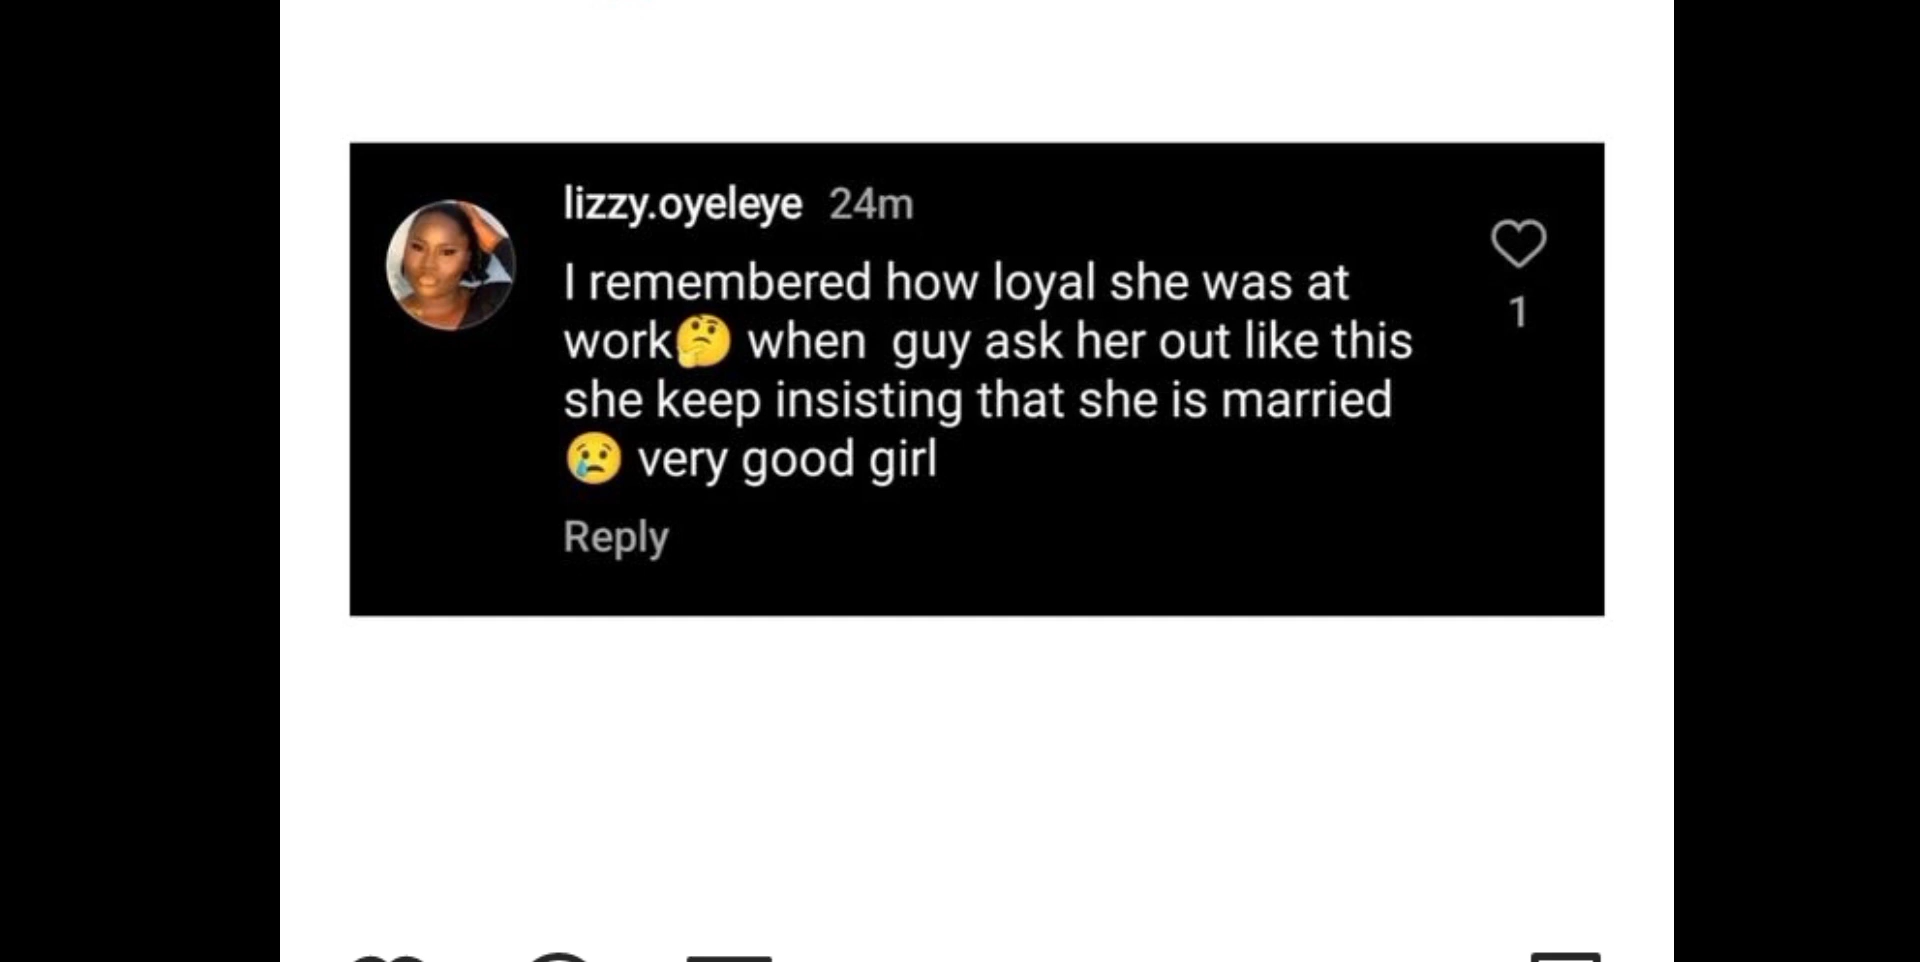 lizzy.oyeleye 24m
I remembered how loyal she was at
work🤔 when guy ask her out like this
she keep insisting that she is married
😢 very good girl
1
Reply